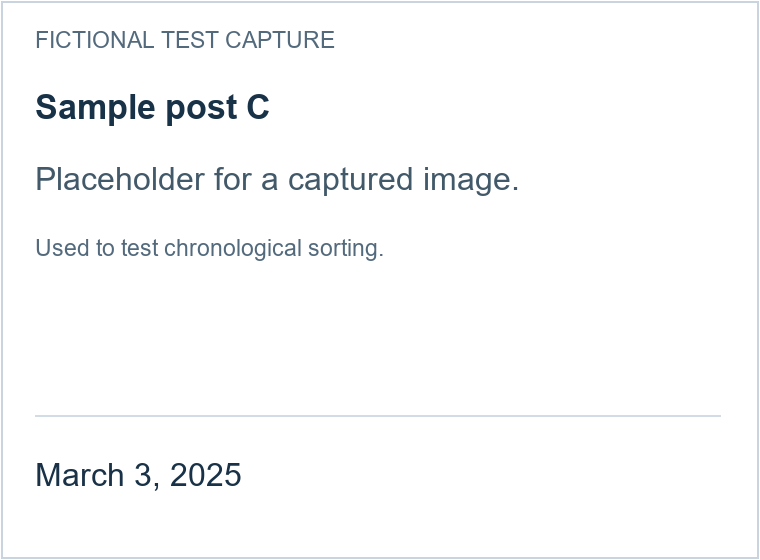 FICTIONAL TEST CAPTURE
Sample post C
Placeholder for a captured image.
Used to test chronological sorting.
March 3, 2025